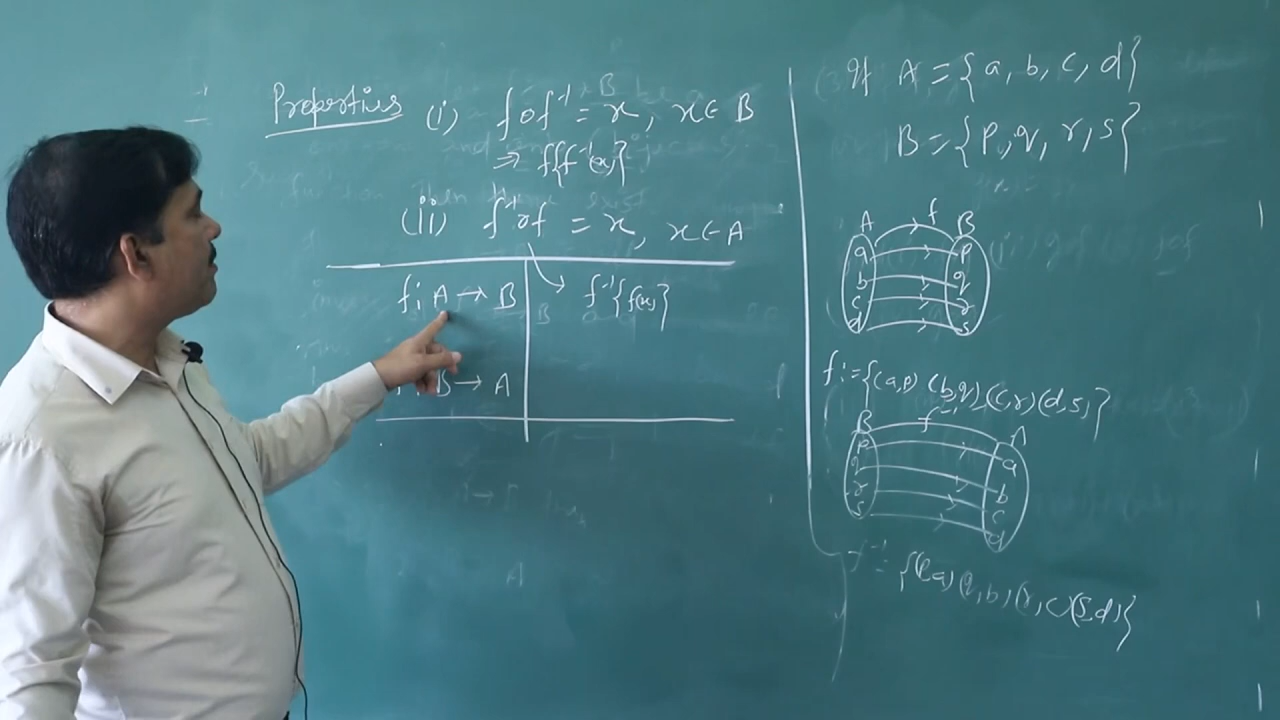 Properties (i) fof⁻¹ = x, x ∈ B
⇒ f{f⁻¹(x)}
(ii) f⁻¹of = x, x ∈ A
f: A → B
f⁻¹{f(x)}
B → A
If A = {a, b, c, d}
B = {p, q, r, s}
A f B
a p
b q
c r
d s
f: = {(a,p) (b,q) (c,r) (d,s)}
B f⁻¹ A
p a
q b
r c
s d
f⁻¹ = {(p,a) (q,b) (r,c) (s,d)}